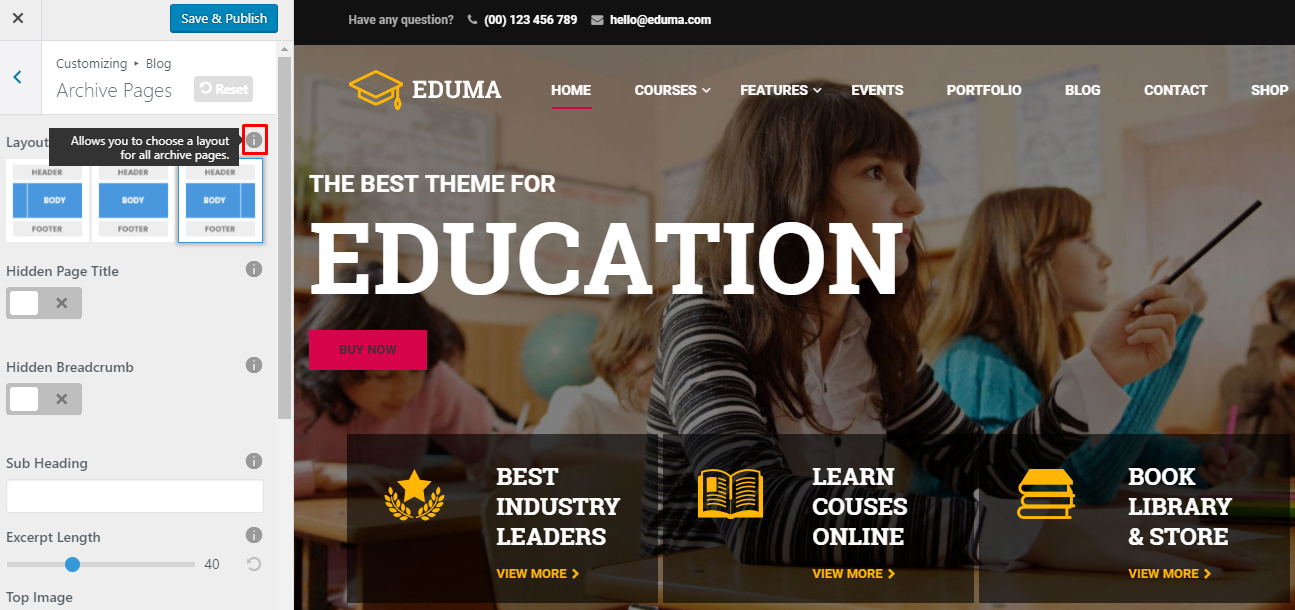 Save & Publish
Customizing ▸ Blog
Archive Pages
Reset
Layout
Allows you to choose a layout
for all archive pages.
HEADER
BODY
FOOTER
HEADER
BODY
FOOTER
HEADER
BODY
FOOTER
Hidden Page Title
Hidden Breadcrumb
Sub Heading
Excerpt Length
40
Top Image
Have any question? (00) 123 456 789 hello@eduma.com
EDUMA
HOME COURSES FEATURES EVENTS PORTFOLIO BLOG CONTACT SHOP
THE BEST THEME FOR
EDUCATION
BUY NOW
BEST
INDUSTRY
LEADERS
VIEW MORE
LEARN
COUSES
ONLINE
VIEW MORE
BOOK
LIBRARY
& STORE
VIEW MORE